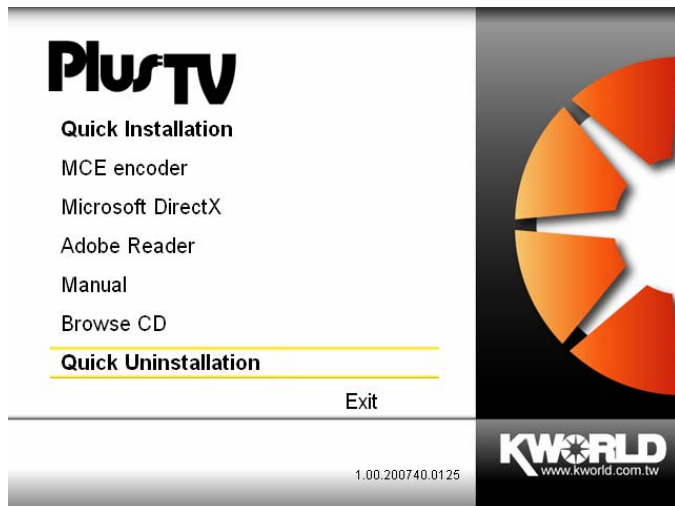 PlusTV
Quick Installation
MCE encoder
Microsoft DirectX
Adobe Reader
Manual
Browse CD
Quick Uninstallation
Exit
1.00.200740.0125
KWORLD
www.kworld.com.tw